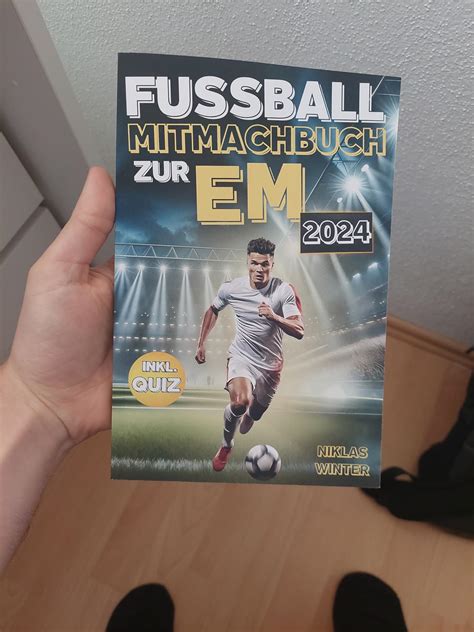 FUSSBALL
MITMACHBUCH
ZUR EM
2024
INKL.
QUIZ
NIKLAS
WINTER